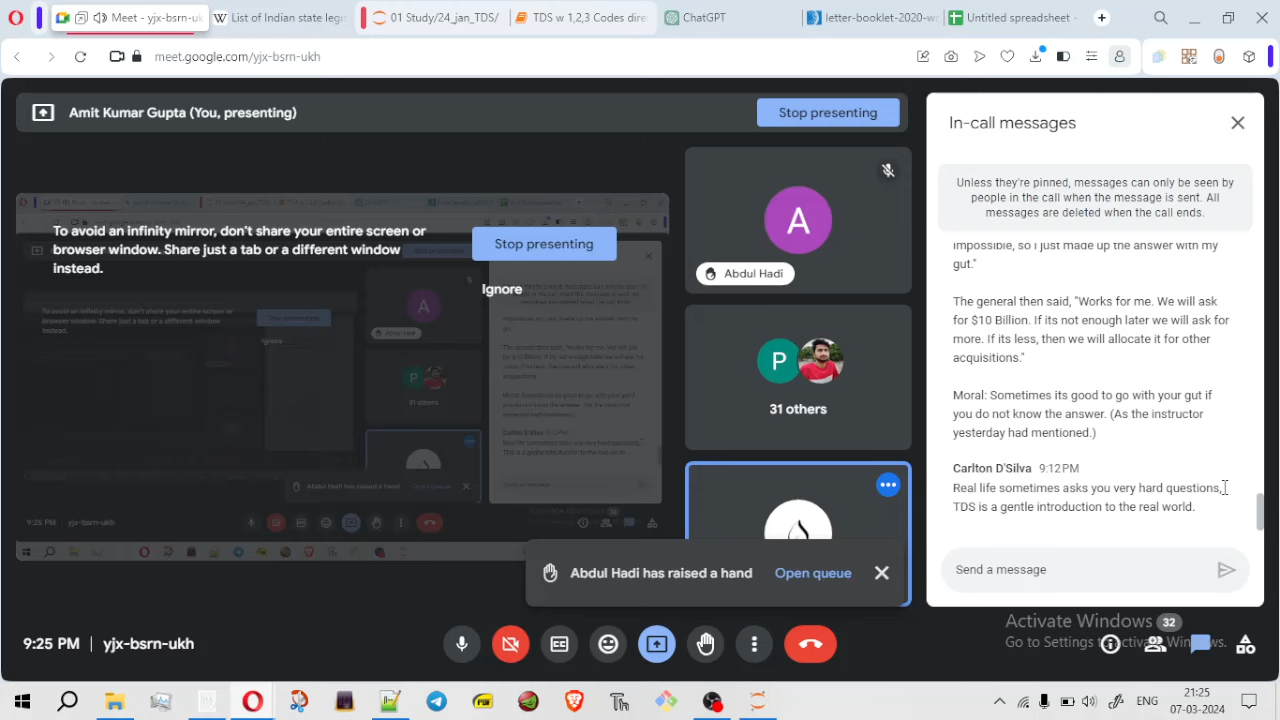 Meet - yjx-bsrn-uk
List of Indian state legis
01 Study/24_jan_TDS/
TDS w 1,2,3 Codes dire
ChatGPT
letter-booklet-2020-w
Untitled spreadsheet -
meet.google.com/yjx-bsrn-ukh
Amit Kumar Gupta (You, presenting)
Stop presenting
To avoid an infinity mirror, don't share your entire screen or
browser window. Share just a tab or a different window
instead.
Stop presenting
Ignore
A
Abdul Hadi
P
31 others
Abdul Hadi has raised a hand
Open queue
In-call messages
Unless they're pinned, messages can only be seen by
people in the call when the message is sent. All
messages are deleted when the call ends.
impossible, so I just made up the answer with my
gut."
The general then said, "Works for me. We will ask
for $10 Billion. If its not enough later we will ask for
more. If its less, then we will allocate it for other
acquisitions."
Moral: Sometimes its good to go with your gut if
you do not know the answer. (As the instructor
yesterday had mentioned.)
Carlton D'Silva 9:12 PM
Real life sometimes asks you very hard questions,
TDS is a gentle introduction to the real world.
Send a message
Activate Windows
Go to Settings to activate Windows.
32
9:25 PM | yjx-bsrn-ukh
ENG
21:25
07-03-2024